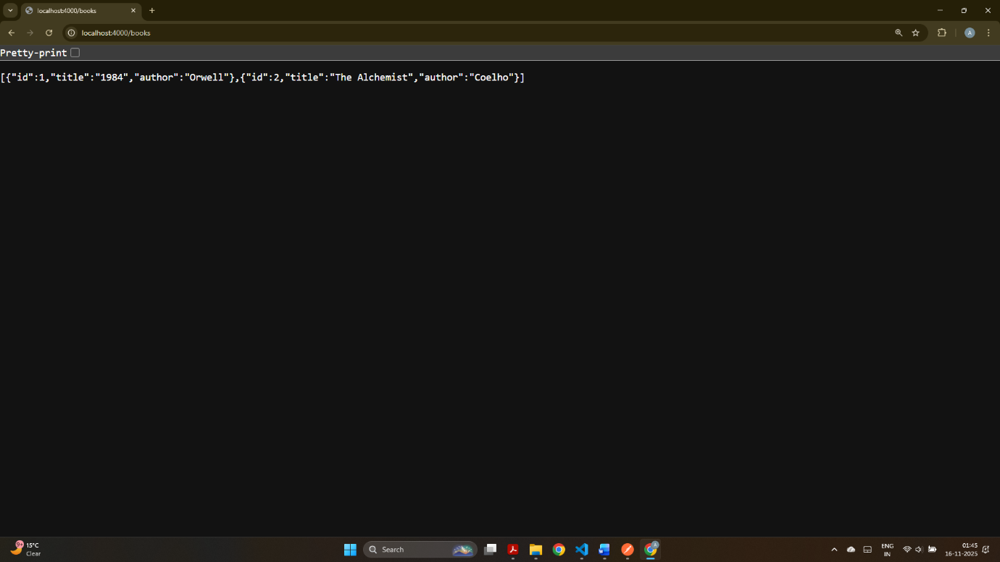 localhost:4000/books
localhost:4000/books
A
Pretty-print
[{"id":1,"title":"1984","author":"Orwell"},{"id":2,"title":"The Alchemist","author":"Coelho"}]
9+
15°C
Clear
Search
W
A
ENG
IN
01:45
16-11-2025